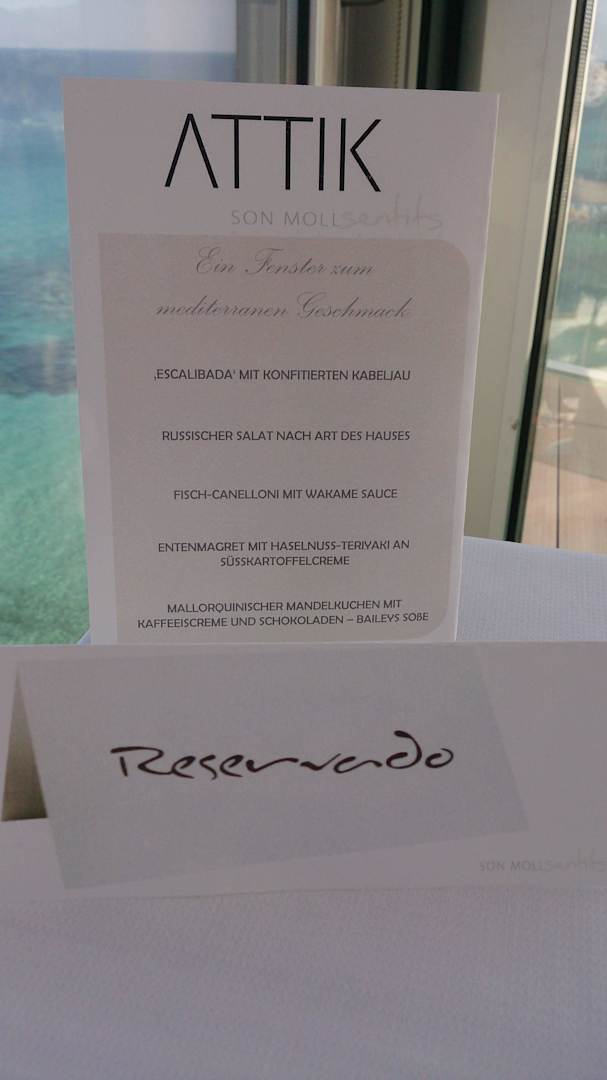 ATTIK
SON MOLL sentits
Ein Fenster zum
mediterranen Geschmack
‚ESCALIBADA' MIT KONFITIERTEN KABELJAU
RUSSISCHER SALAT NACH ART DES HAUSES
FISCH-CANELLONI MIT WAKAME SAUCE
ENTENMAGRET MIT HASELNUSS-TERIYAKI AN
SÜSSKARTOFFELCREME
MALLORQUINISCHER MANDELKUCHEN MIT
KAFFEEISCREME UND SCHOKOLADEN – BAILEYS SOßE
Reservado
SON MOLL sentits